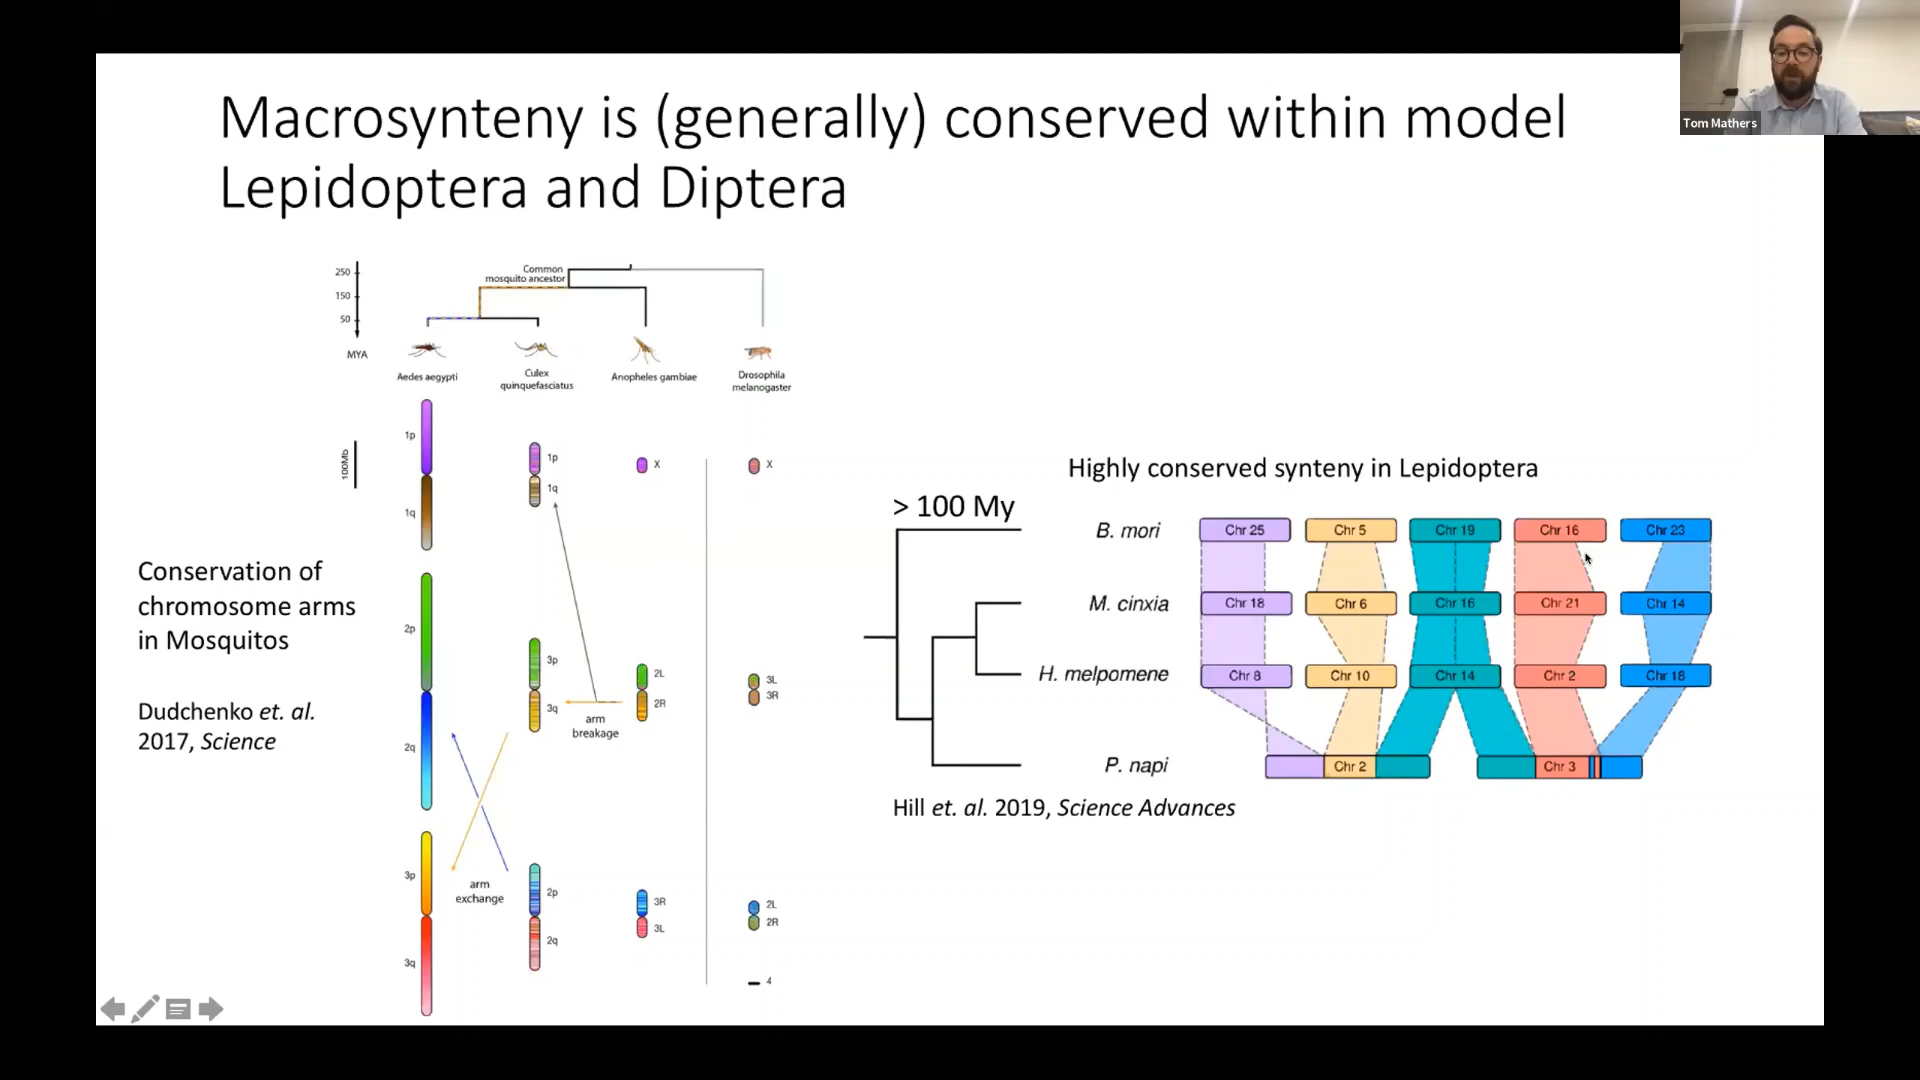 Tom Mathers
Macrosynteny is (generally) conserved within model
Lepidoptera and Diptera
250
150
50
MYA
Common
mosquito ancestor
Aedes aegypti
Culex
quinquefasciatus
Anopheles gambiae
Drosophila
melanogaster
100Mb
1p
1q
2p
2q
3p
3q
1p
1q
3p
3q
2p
2q
X
2L
2R
3R
3L
X
3L
3R
2L
2R
4
arm
breakage
arm
exchange
Conservation of
chromosome arms
in Mosquitos
Dudchenko et. al.
2017, Science
Highly conserved synteny in Lepidoptera
> 100 My
B. mori
Chr 25 Chr 5 Chr 19 Chr 16 Chr 23
M. cinxia
Chr 18 Chr 6 Chr 16 Chr 21 Chr 14
H. melpomene
Chr 8 Chr 10 Chr 14 Chr 2 Chr 18
P. napi
Chr 2 Chr 3
Hill et. al. 2019, Science Advances